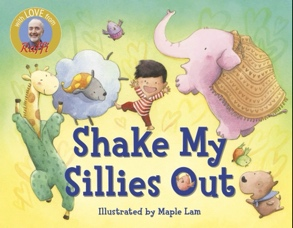 with LOVE from
Raffi
Shake My
Sillies Out
Illustrated by Maple Lam